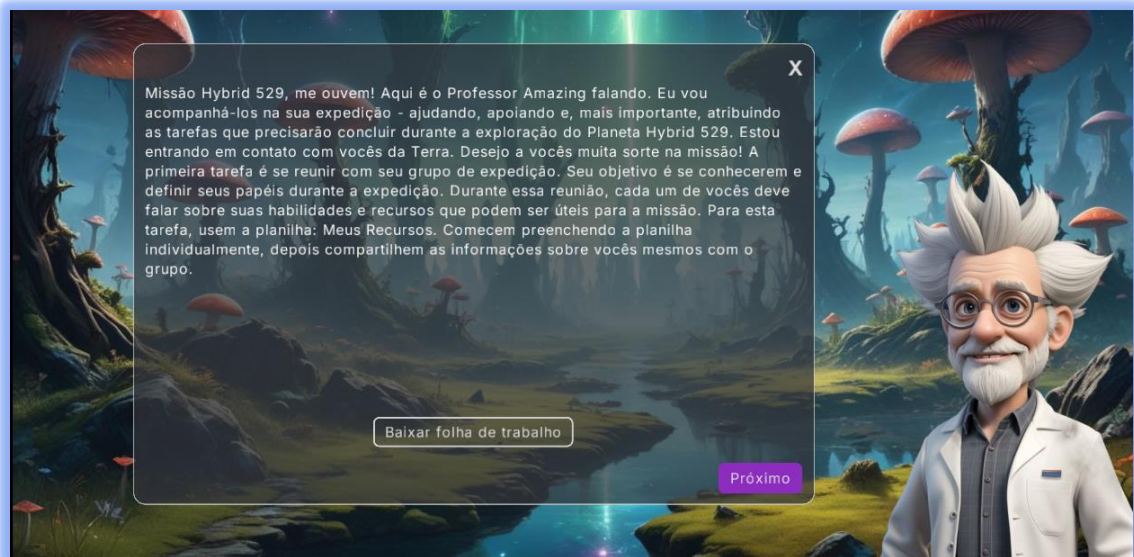 X
Missão Hybrid 529, me ouvem! Aqui é o Professor Amazing falando. Eu vou
acompanhá-los na sua expedição - ajudando, apoiando e, mais importante, atribuindo
as tarefas que precisarão concluir durante a exploração do Planeta Hybrid 529. Estou
entrando em contato com vocês da Terra. Desejo a vocês muita sorte na missão! A
primeira tarefa é se reunir com seu grupo de expedição. Seu objetivo é se conhecerem e
definir seus papéis durante a expedição. Durante essa reunião, cada um de vocês deve
falar sobre suas habilidades e recursos que podem ser úteis para a missão. Para esta
tarefa, usem a planilha: Meus Recursos. Comecem preenchendo a planilha
individualmente, depois compartilhem as informações sobre vocês mesmos com o
grupo.
Baixar folha de trabalho
Próximo